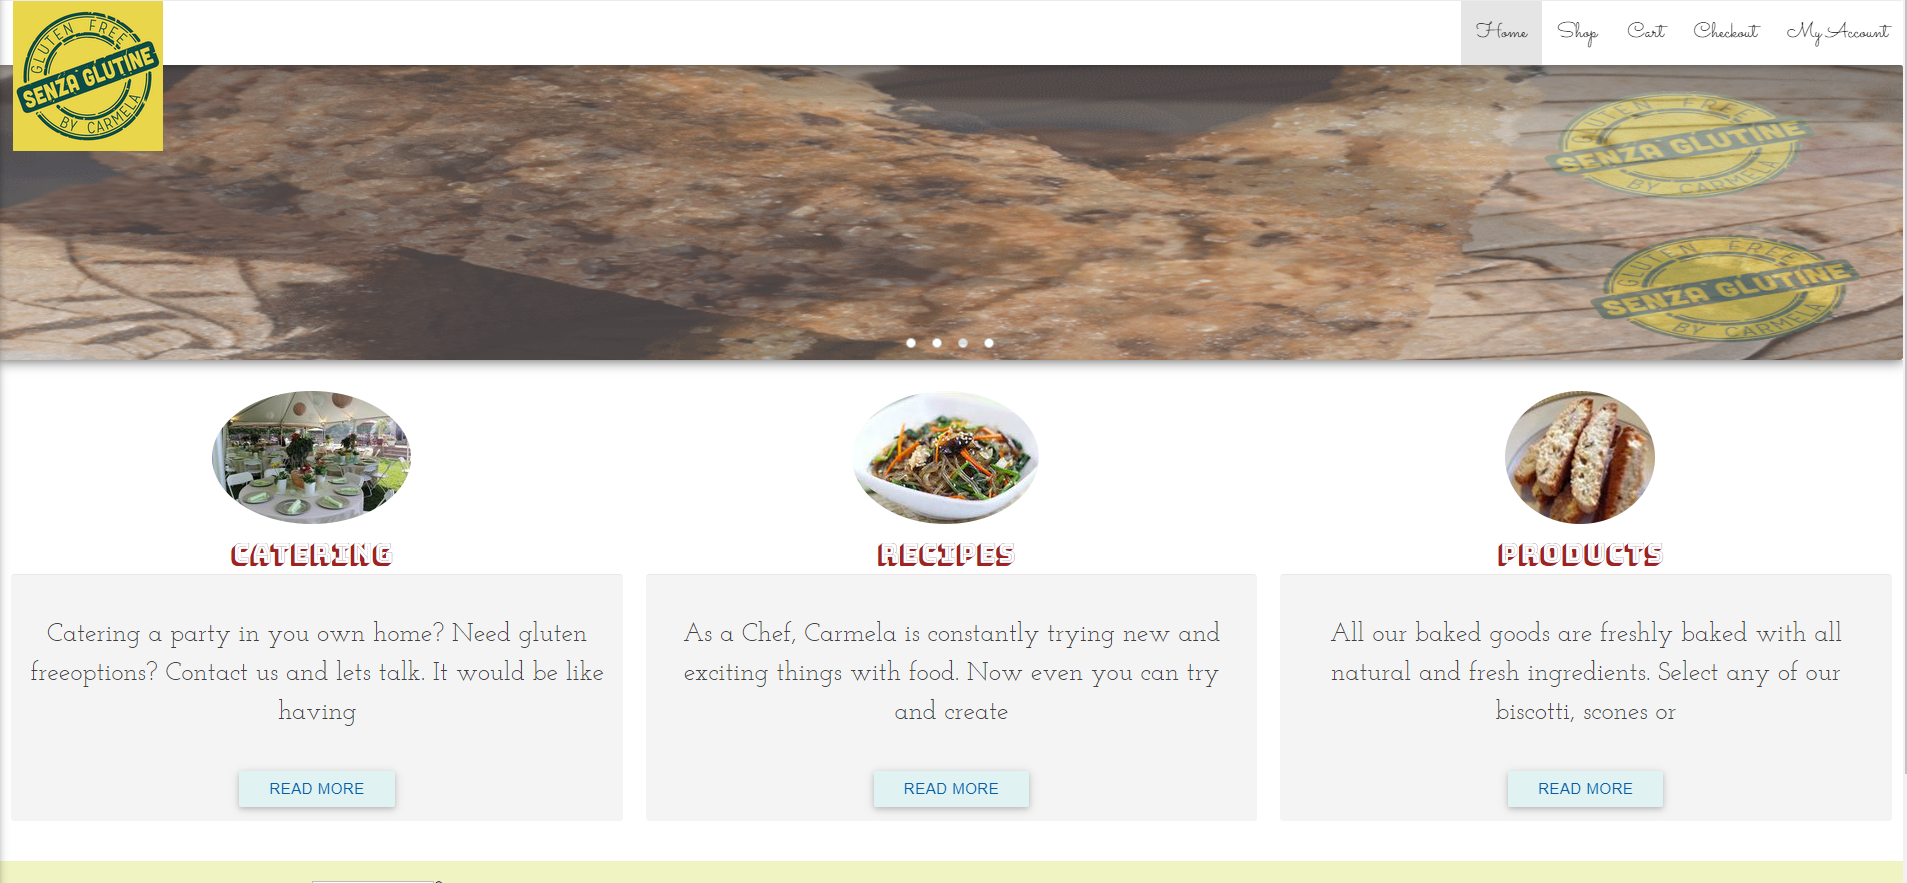 GLUTEN FREE
SENZA GLUTINE
BY CARMELA
Home Shop Cart Checkout My Account
GLUTEN FREE
SENZA GLUTINE
BY CARMELA
GLUTEN FREE
SENZA GLUTINE
BY CARMELA
CATERING
Catering a party in you own home? Need gluten
freeoptions? Contact us and lets talk. It would be like
having
READ MORE
RECIPES
As a Chef, Carmela is constantly trying new and
exciting things with food. Now even you can try
and create
READ MORE
PRODUCTS
All our baked goods are freshly baked with all
natural and fresh ingredients. Select any of our
biscotti, scones or
READ MORE